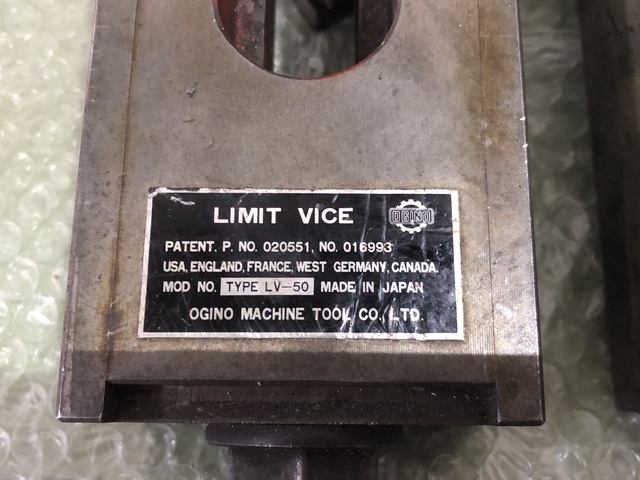 LIMIT VICE
OGINO
PATENT. P. NO. 020551, NO. 016993
USA, ENGLAND, FRANCE, WEST GERMANY, CANADA.
MOD NO. TYPE LV-50 MADE IN JAPAN
OGINO MACHINE TOOL CO., LTD.